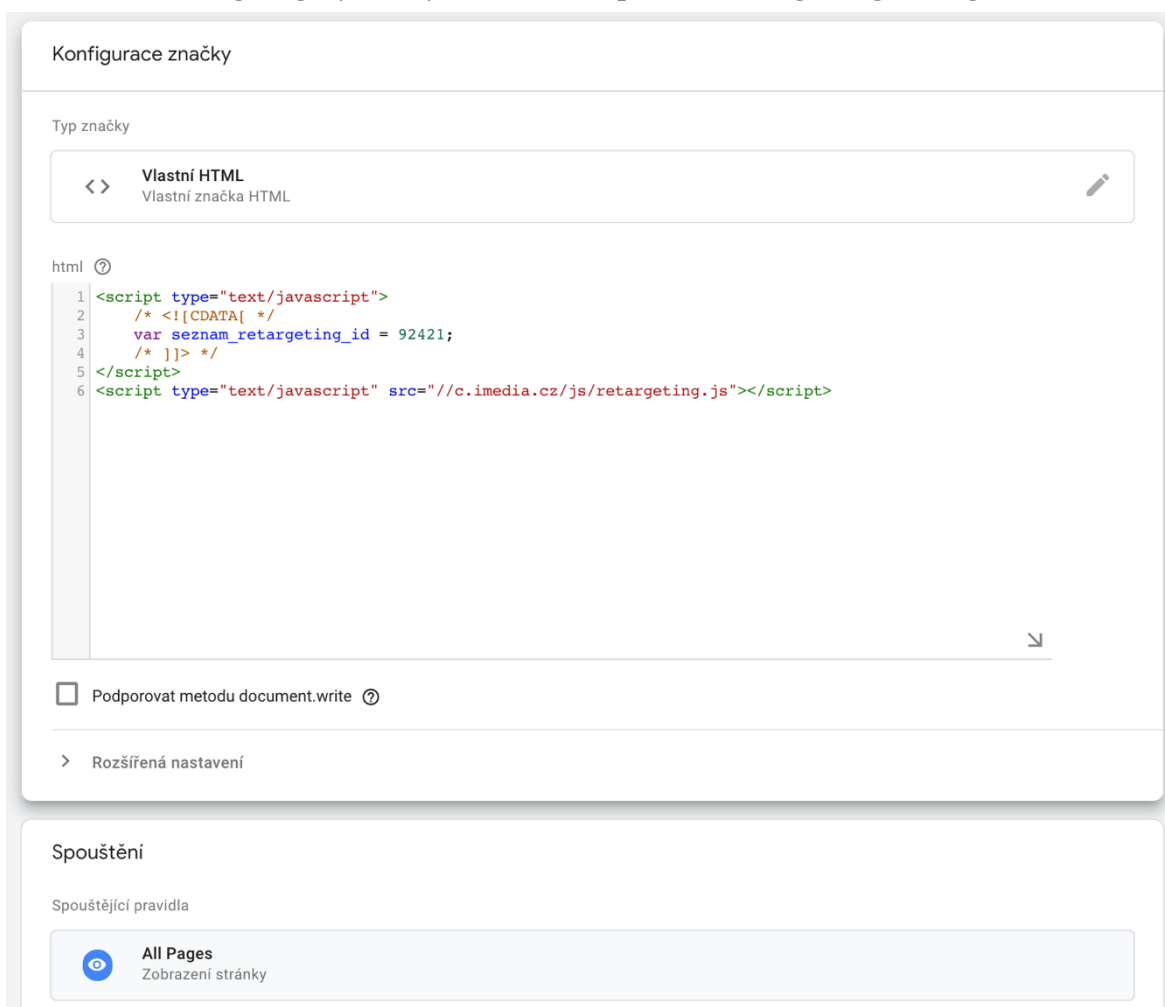 Konfigurace značky
Typ značky
Vlastní HTML
Vlastní značka HTML
html
1 <script type="text/javascript">
2 /* <![CDATA[ */
3 var seznam_retargeting_id = 92421;
4 /* ]]> */
5 </script>
6 <script type="text/javascript" src="//c.imedia.cz/js/retargeting.js"></script>
Podporovat metodu document.write
Rozšířená nastavení
Spouštění
Spouštějící pravidla
All Pages
Zobrazení stránky